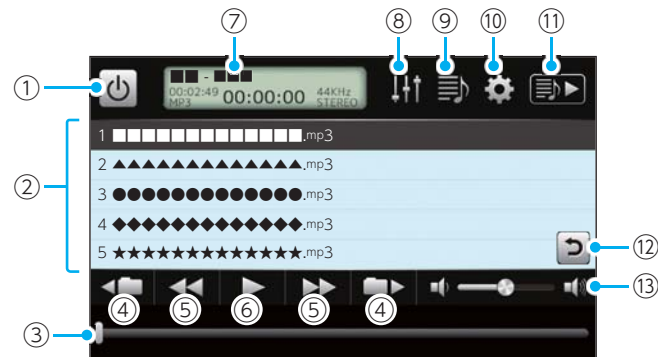 ⑦ ⑧ ⑨ ⑩ ⑪
①
■■ - ■■■
00:02:49 00:00:00 44KHz
MP3 STEREO
②
1 ■■■■■■■■■■■■■.mp3
2 ▲▲▲▲▲▲▲▲▲▲▲▲▲.mp3
3 ●●●●●●●●●●●●●.mp3
4 ◆◆◆◆◆◆◆◆◆◆◆◆◆.mp3
5 ★★★★★★★★★★★★★.mp3
⑫
④ ⑤ ⑥ ⑤ ④ ⑬
③